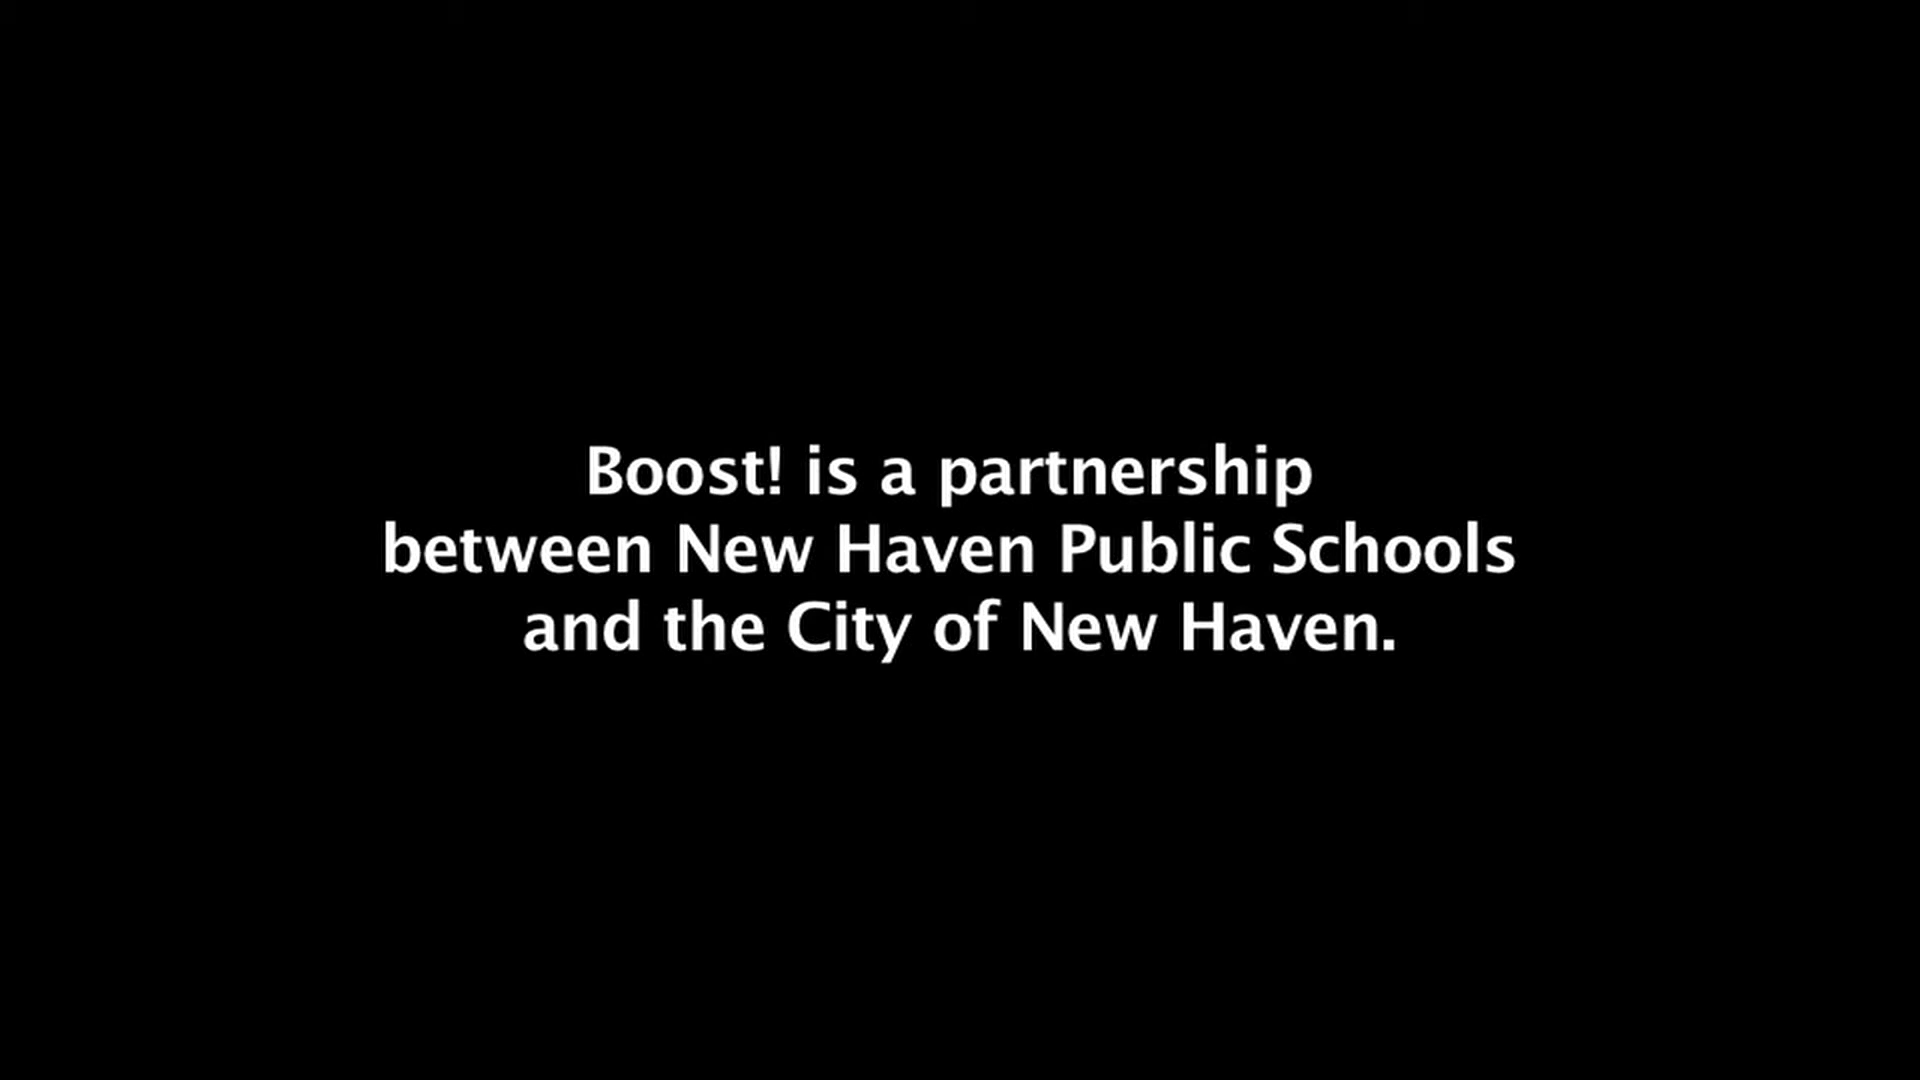 Boost! is a partnership
between New Haven Public Schools
and the City of New Haven.